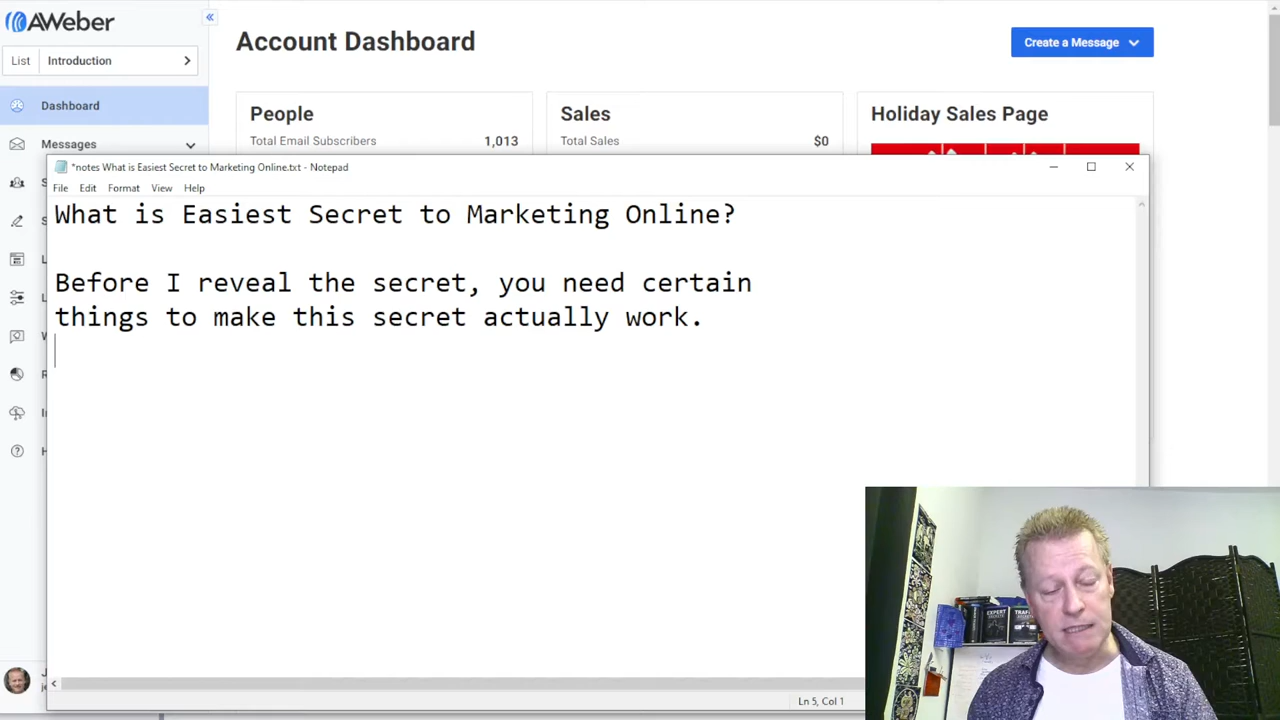 AWeber
«
Account Dashboard
Create a Message
List
Introduction
Dashboard
People
Sales
Holiday Sales Page
Total Email Subscribers
1,013
Total Sales
$0
Messages
*notes What is Easiest Secret to Marketing Online.txt - Notepad
File Edit Format View Help
What is Easiest Secret to Marketing Online?
Before I reveal the secret, you need certain
things to make this secret actually work.
EXPERT
SECRETS
Ln 5, Col 1